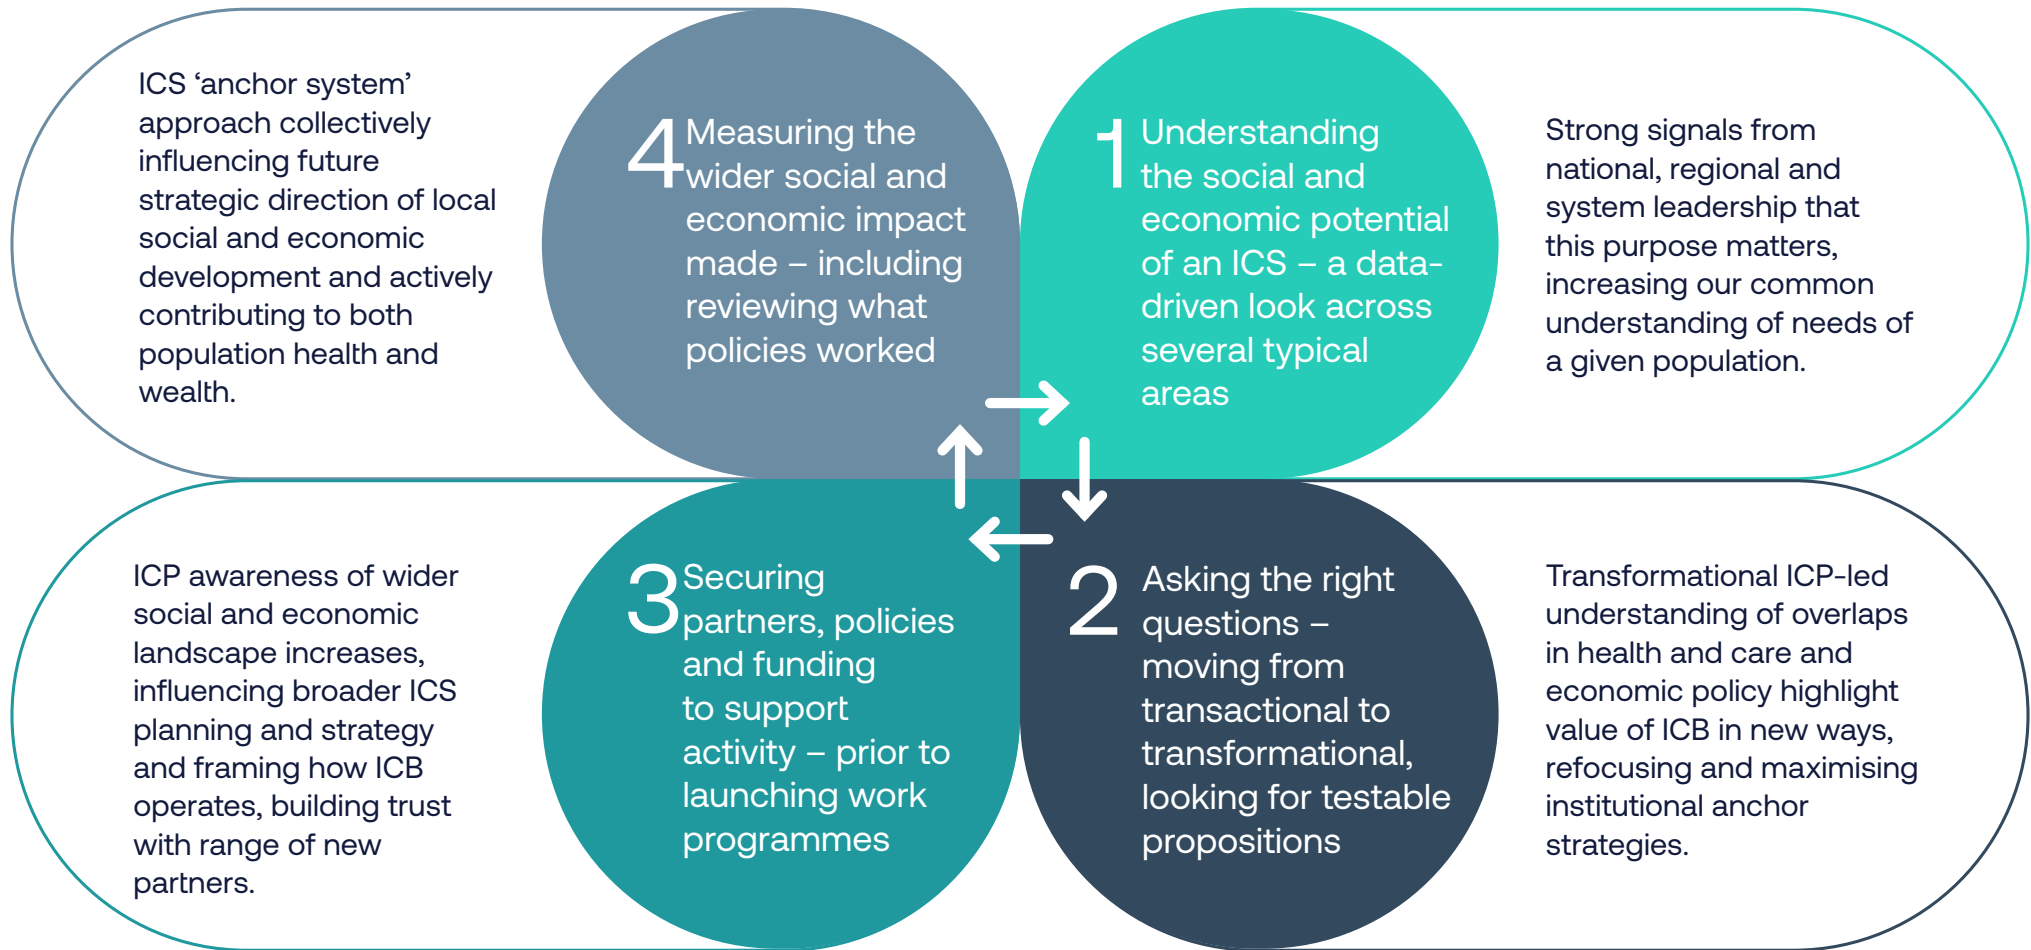 ICS ‘anchor system’
approach collectively
influencing future
strategic direction of local
social and economic
development and actively
contributing to both
population health and
wealth.
4
Measuring the
wider social and
economic impact
made – including
reviewing what
policies worked
1
Understanding
the social and
economic potential
of an ICS – a data-
driven look across
several typical
areas
Strong signals from
national, regional and
system leadership that
this purpose matters,
increasing our common
understanding of needs of
a given population.
ICP awareness of wider
social and economic
landscape increases,
influencing broader ICS
planning and strategy
and framing how ICB
operates, building trust
with range of new
partners.
3
Securing
partners, policies
and funding
to support
activity – prior to
launching work
programmes
2
Asking the right
questions –
moving from
transactional to
transformational,
looking for testable
propositions
Transformational ICP-led
understanding of overlaps
in health and care and
economic policy highlight
value of ICB in new ways,
refocusing and maximising
institutional anchor
strategies.